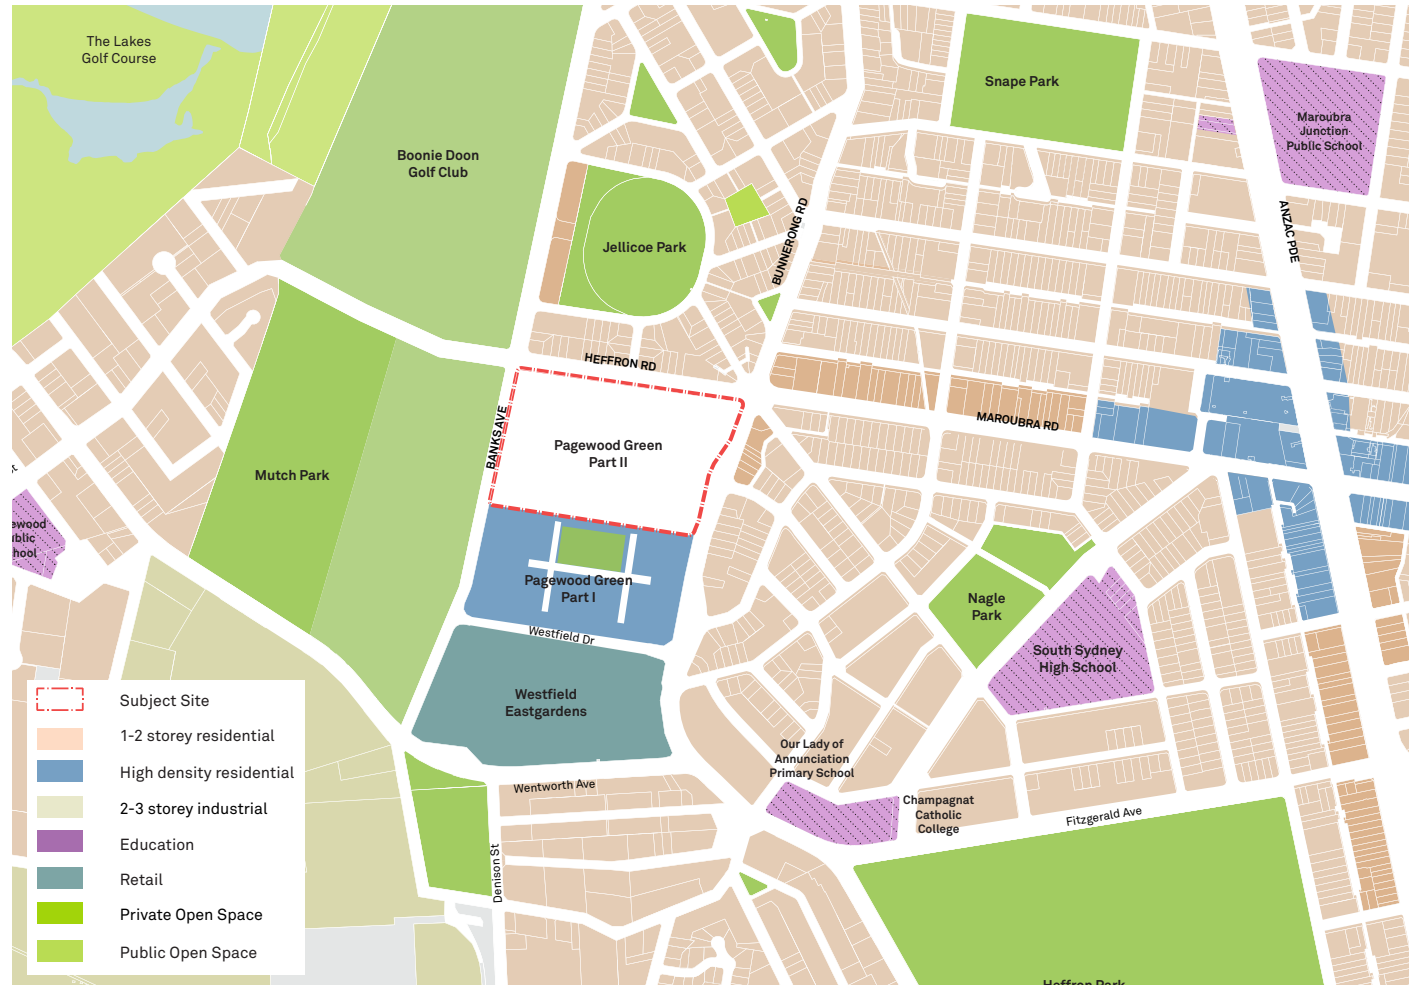 The Lakes
Golf Course
Boonie Doon
Golf Club
Snape Park
Maroubra
Junction
Public School
Jellicoe Park
BUNNERONG RD
ANZAC PDE
HEFFRON RD
MAROUBRA RD
BANKS AVE
Pagewood Green
Part II
Mutch Park
ewood
ublic
hool
Pagewood Green
Part I
Nagle
Park
Westfield Dr
South Sydney
High School
Westfield
Eastgardens
Our Lady of
Annunciation
Primary School
Wentworth Ave
Champagnat
Catholic
College
Fitzgerald Ave
Denison St
Heffron Park
Subject Site
1-2 storey residential
High density residential
2-3 storey industrial
Education
Retail
Private Open Space
Public Open Space